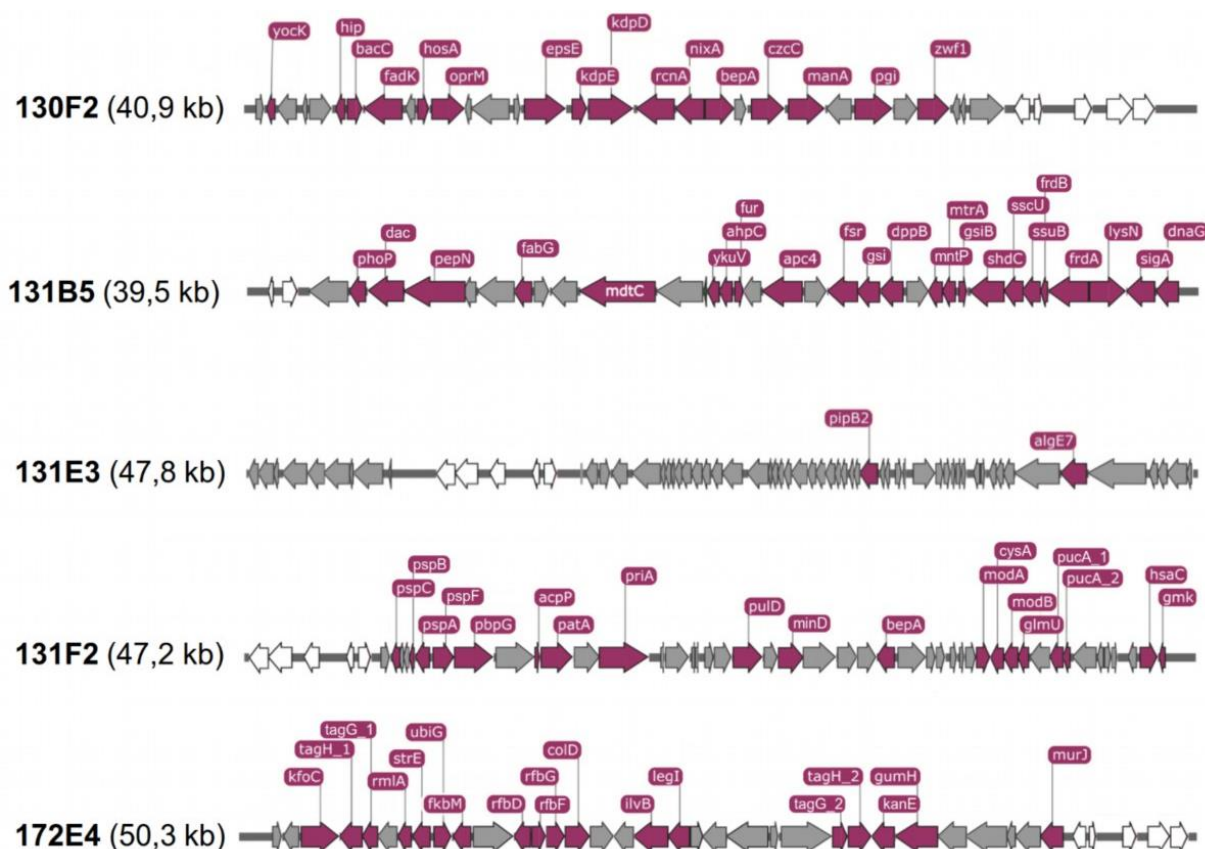 yocK hip bacC fadK hosA oprM epsE kdpE kdpD rcnA nixA bepA czcC manA pgi zwf1
130F2 (40,9 kb)
phoP dac pepN fabG mdtC ykuV ahpC fur apc4 fsr gsi dppB mntP mtrA gsiB shdC sscU ssuB frdB frdA lysN sigA dnaG
131B5 (39,5 kb)
pipB2 algE7
131E3 (47,8 kb)
pspC pspB pspA pspF pbpG acpP patA priA pulD minD bepA modA cysA modB glmU pucA_1 pucA_2 hsaC gmk
131F2 (47,2 kb)
kfoC tagH_1 tagG_1 rmlA strE ubiG fkbM rfbD rfbG rfbF colD ilvB legI tagG_2 tagH_2 kanE gumH murJ
172E4 (50,3 kb)